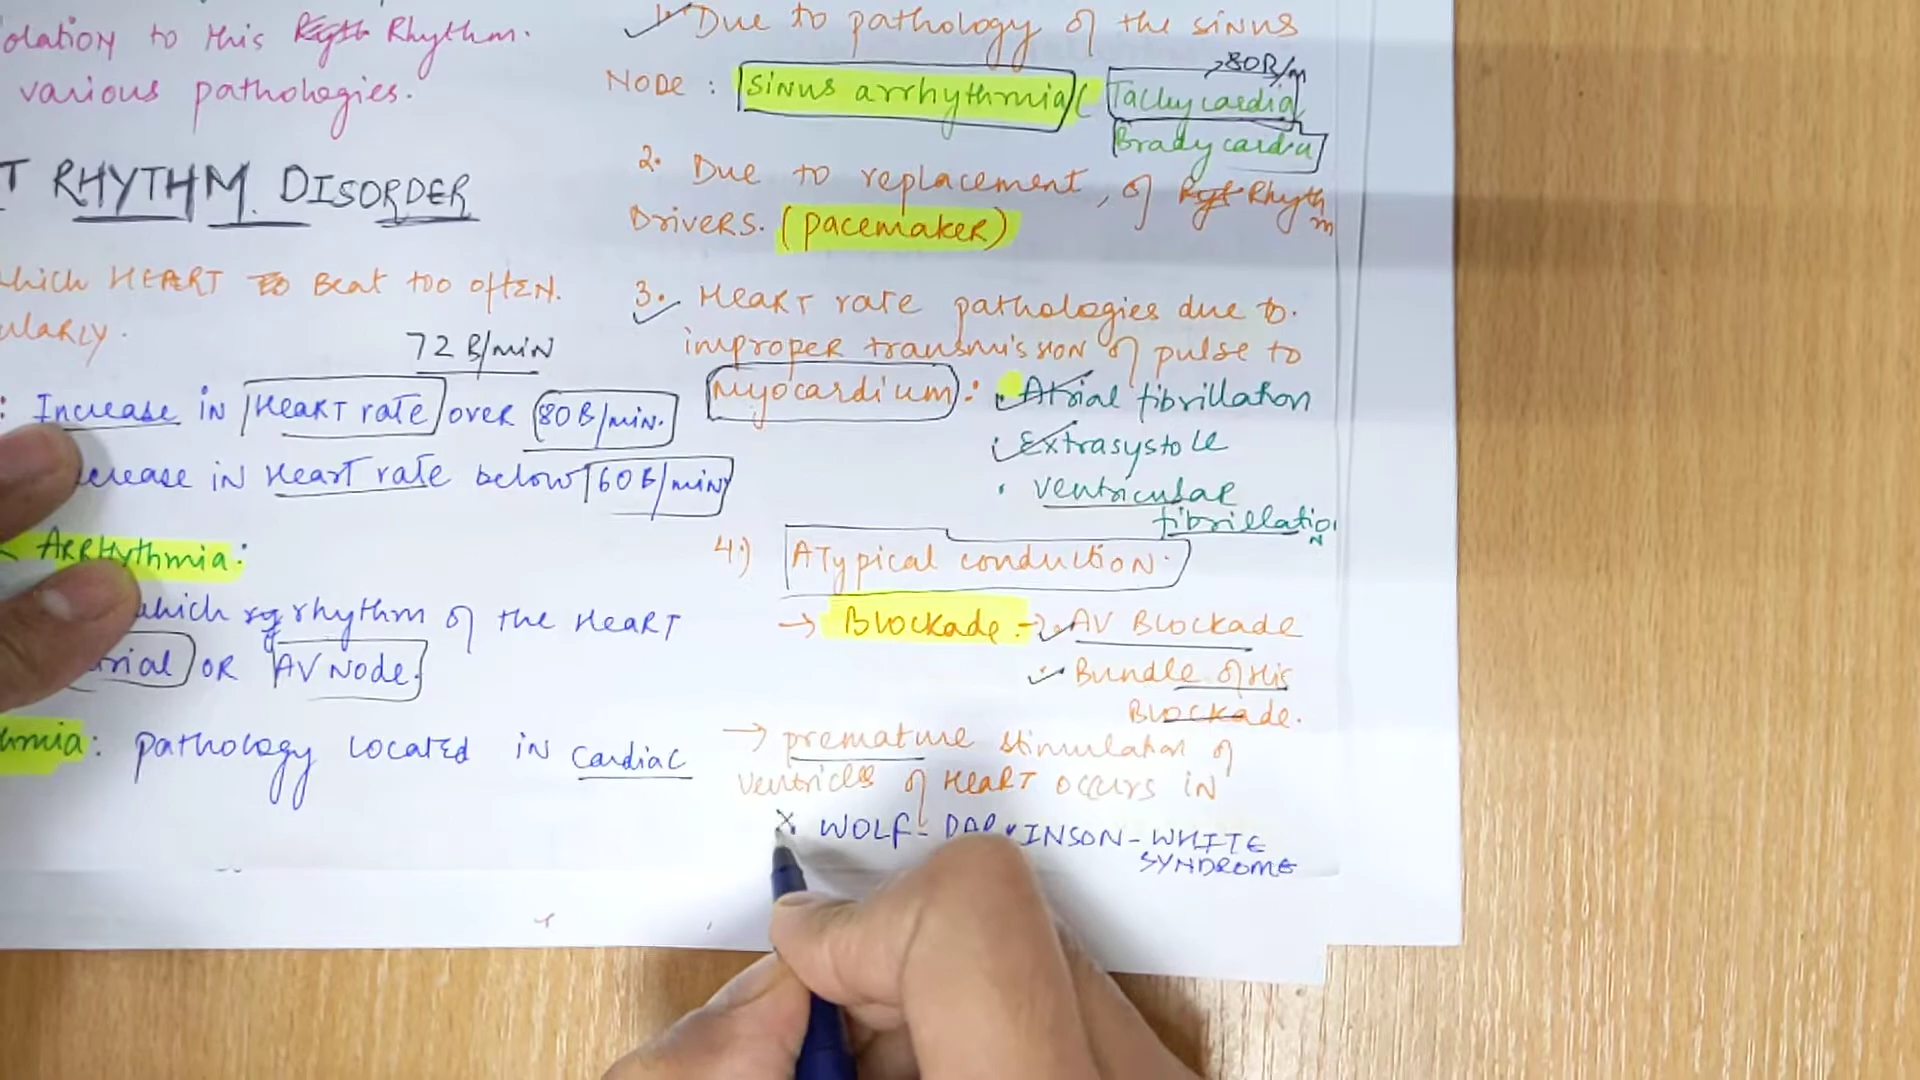 olation to this Rhythm.
various pathologies.
T RHYTHM DISORDER
which HEART to Beat too oftEN.
ularly.
72 B/miN
: Increase in Heart rate over 80 B/min.
ecrease in Heart rate below 60 B/min
Arrhythmia:
which rhythm of the Heart
rial or AV Node.
hmia: pathology located in cardiac
1. Due to pathology of the sinus
>80B/m
Node : Sinus arrhythmia ( Tachycardia
Bradycardia
2. Due to replacement, of Rhythm
Drivers. (pacemaker)
3. Heart rate pathologies due to
improper transmission of pulse to
Myocardium : • Atrial fibrillation
• Extrasystole
• ventricular
fibrillation
4.) ATypical conduction.
→ Blockade. → AV Blockade
Bundle of His
Blockade.
→ premature stimulation of
ventricles of Heart occurs in
WOLF - INSON - WHITE
SYNDROME